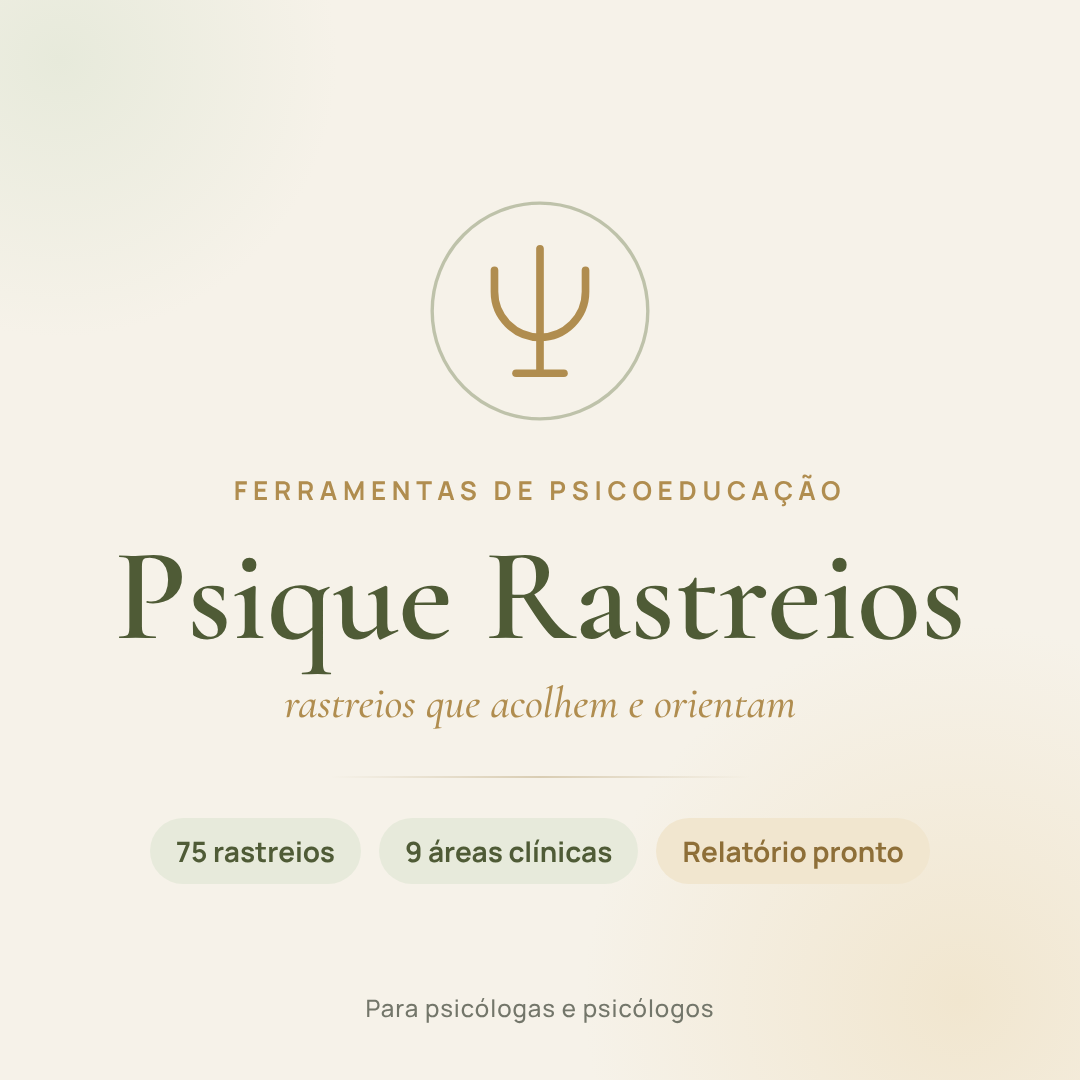 FERRAMENTAS DE PSICOEDUCAÇÃO
Psique Rastreios
rastreios que acolhem e orientam
75 rastreios
9 áreas clínicas
Relatório pronto
Para psicólogas e psicólogos